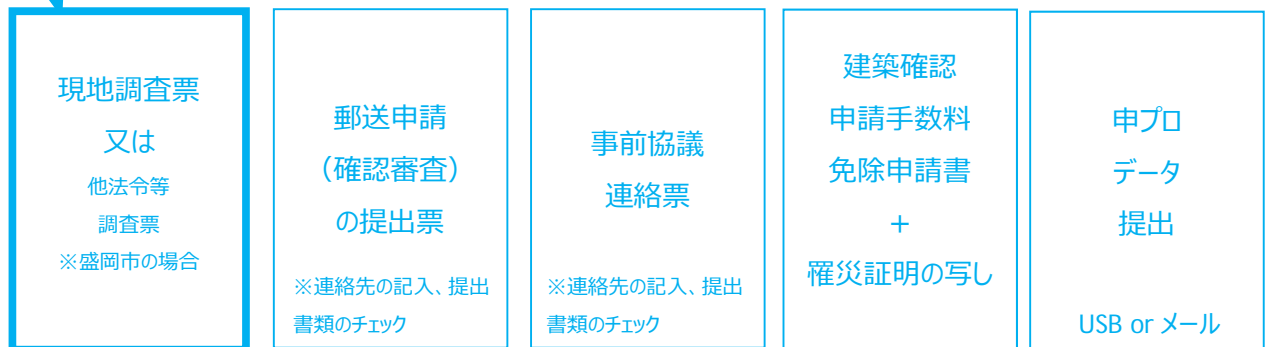 現地調査票
又は
他法令等
調査票
※盛岡市の場合
郵送申請
（確認審査）
の提出票
※連絡先の記入、提出
書類のチェック
事前協議
連絡票
※連絡先の記入、提出
書類のチェック
建築確認
申請手数料
免除申請書
+
罹災証明の写し
申プロ
データ
提出
USB or メール